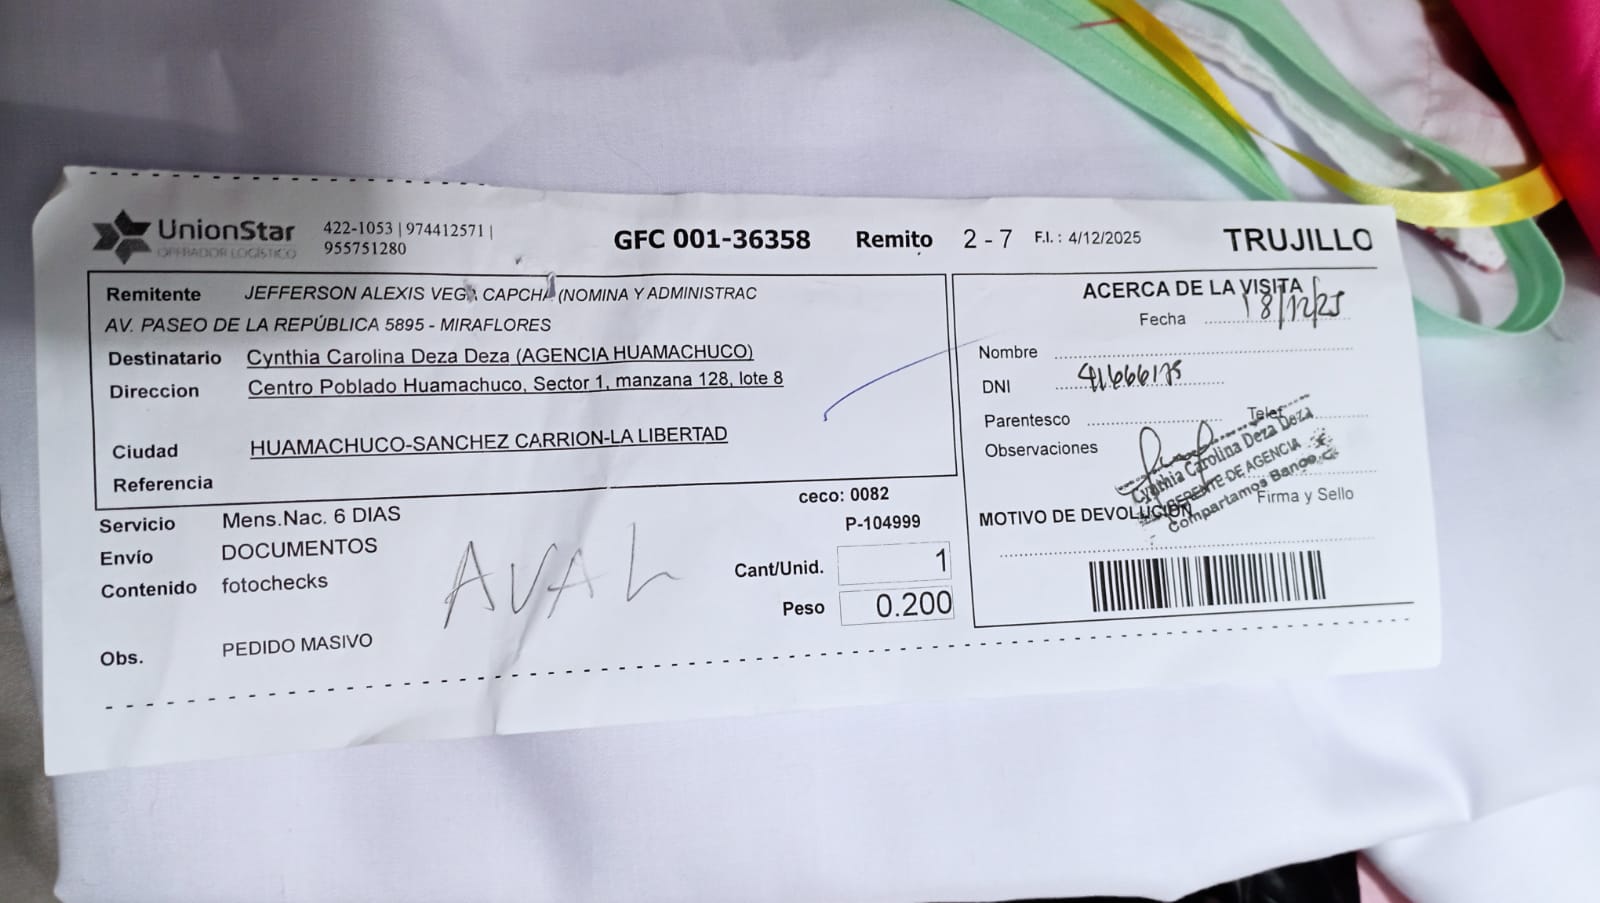 UnionStar
OPERADOR LOGÍSTICO
422-1053 | 974412571 |
955751280
GFC 001-36358 Remito 2 - 7 F.I. : 4/12/2025 TRUJILLO
Remitente JEFFERSON ALEXIS VEGA CAPCHA (NOMINA Y ADMINISTRAC
AV. PASEO DE LA REPÚBLICA 5895 - MIRAFLORES
Destinatario Cynthia Carolina Deza Deza (AGENCIA HUAMACHUCO)
Direccion Centro Poblado Huamachuco, Sector 1, manzana 128, lote 8
Ciudad HUAMACHUCO-SANCHEZ CARRION-LA LIBERTAD
Referencia
ceco: 0082
Servicio Mens.Nac. 6 DIAS
P-104999
Envío DOCUMENTOS
Contenido fotochecks
AVAL
Cant/Unid. 1
Peso 0.200
Obs. PEDIDO MASIVO
ACERCA DE LA VISITA
Fecha 18/12/25
Nombre
DNI 41666175
Parentesco Telef
Observaciones
Cynthia Carolina Deza Deza
GERENTE DE AGENCIA
Compartamos Banco
Firma y Sello
MOTIVO DE DEVOLUCIÓN